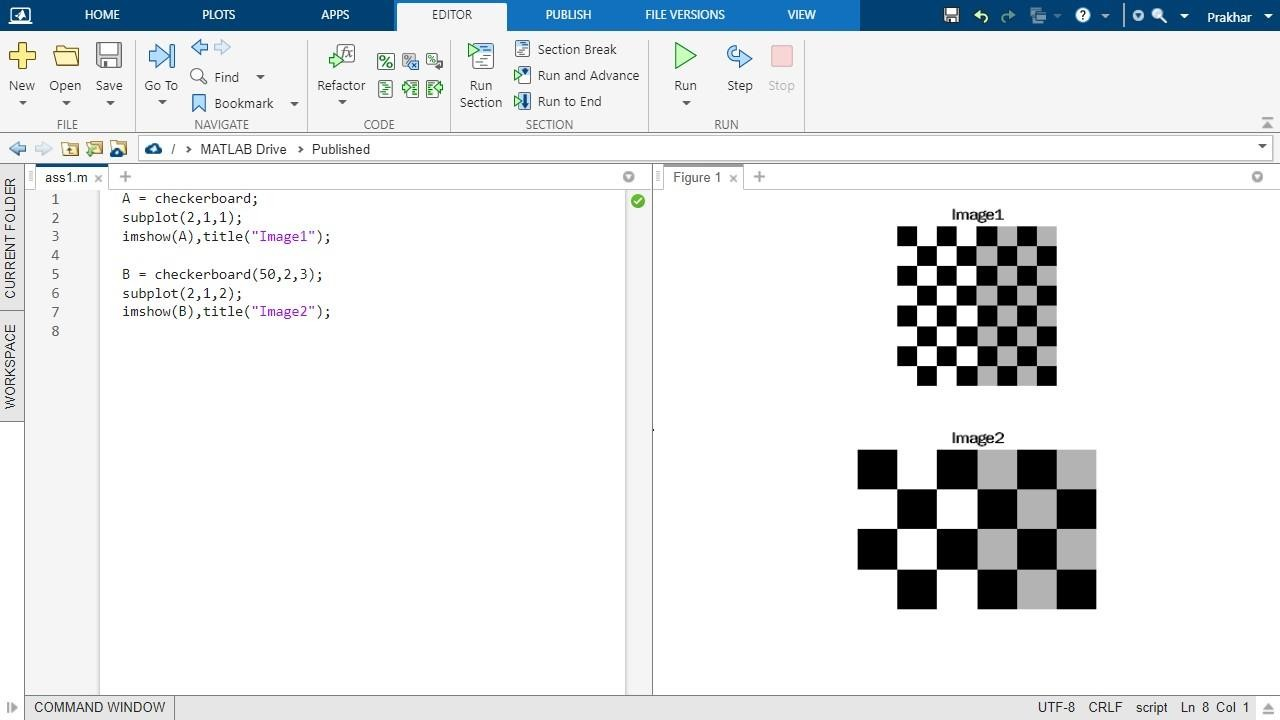 HOME PLOTS APPS EDITOR PUBLISH FILE VERSIONS VIEW Prakhar
New Open Save Go To Find Bookmark
Refactor fx
Run Section
Section Break
Run and Advance
Run to End
Run Step Stop
FILE NAVIGATE CODE SECTION RUN
/ MATLAB Drive Published
CURRENT FOLDER
WORKSPACE
ass1.m
1 A = checkerboard;
2 subplot(2,1,1);
3 imshow(A),title("Image1");
4
5 B = checkerboard(50,2,3);
6 subplot(2,1,2);
7 imshow(B),title("Image2");
8
Figure 1
Image1
Image2
COMMAND WINDOW UTF-8 CRLF script Ln 8 Col 1